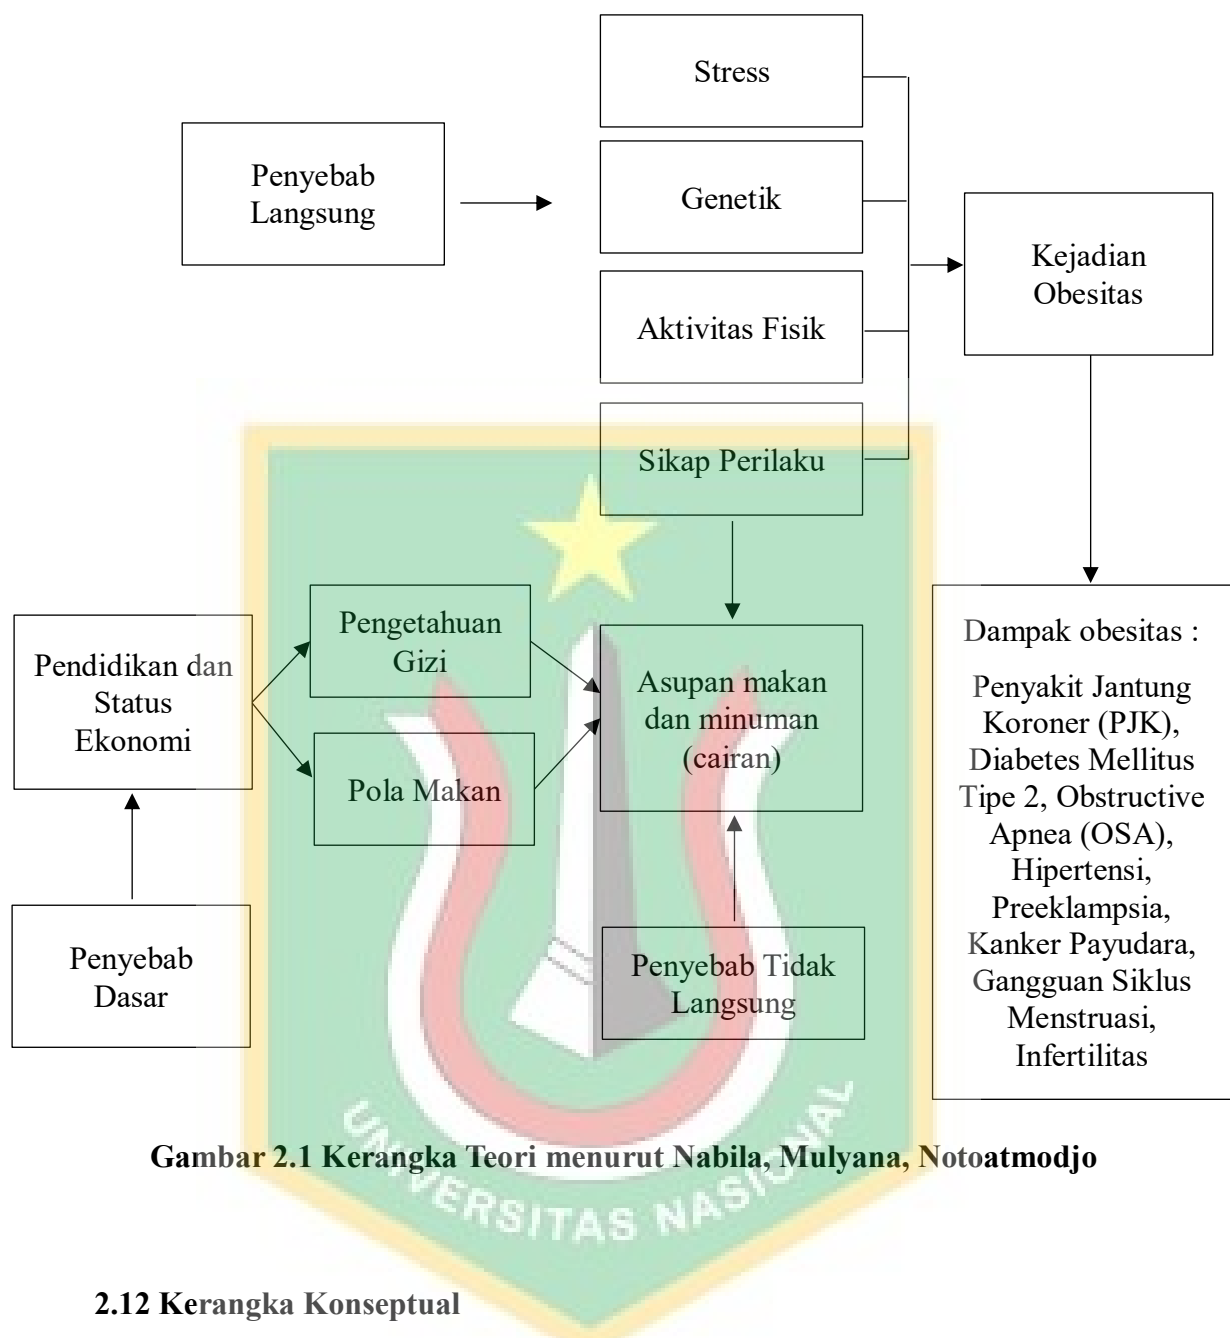 Stress
Penyebab
Langsung
Genetik
Kejadian
Obesitas
Aktivitas Fisik
Sikap Perilaku
Pendidikan dan
Status
Ekonomi
Pengetahuan
Gizi
Pola Makan
Asupan makan
dan minuman
(cairan)
Dampak obesitas :
Penyakit Jantung
Koroner (PJK),
Diabetes Mellitus
Tipe 2, Obstructive
Apnea (OSA),
Hipertensi,
Preeklampsia,
Kanker Payudara,
Gangguan Siklus
Menstruasi,
Infertilitas
Penyebab
Dasar
Penyebab Tidak
Langsung
Gambar 2.1 Kerangka Teori menurut Nabila, Mulyana, Notoatmodjo
UNIVERSITAS NASIONAL
2.12 Kerangka Konseptual